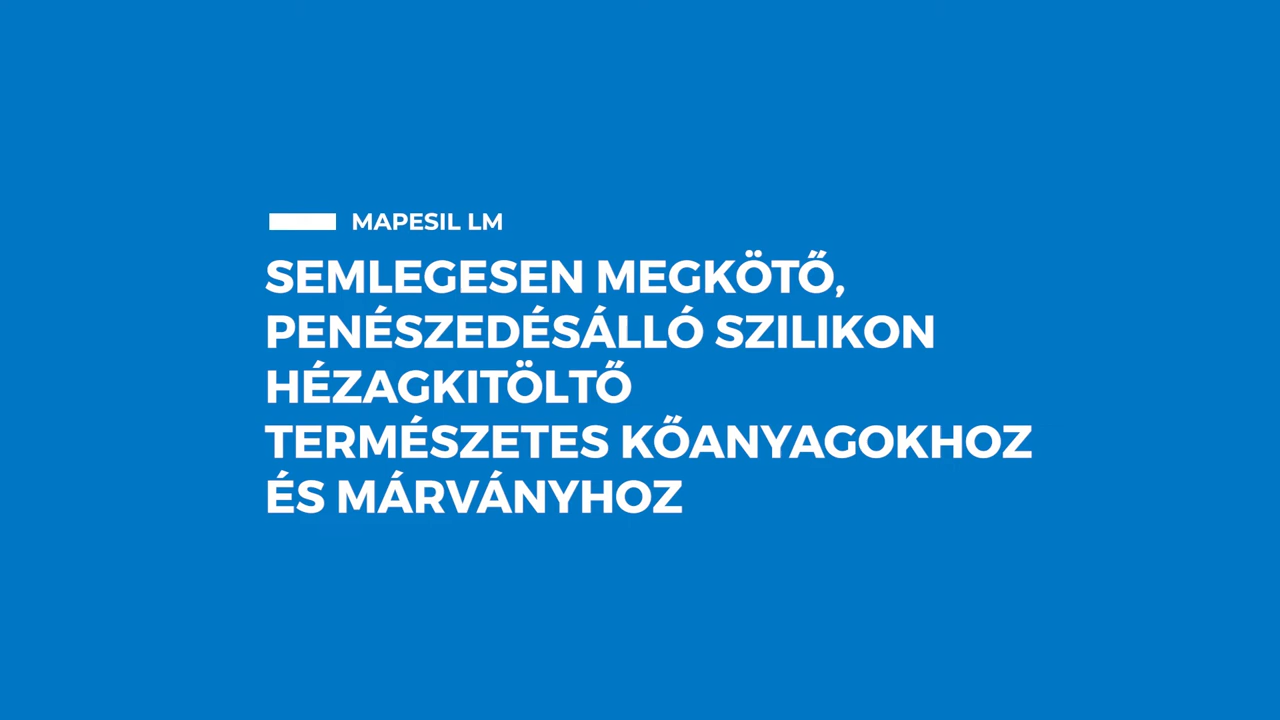 MAPESIL LM
SEMLEGESEN MEGKÖTŐ,
PENÉSZEDÉSÁLLÓ SZILIKON
HÉZAGKITÖLTŐ
TERMÉSZETES KŐANYAGOKHOZ
ÉS MÁRVÁNYHOZ